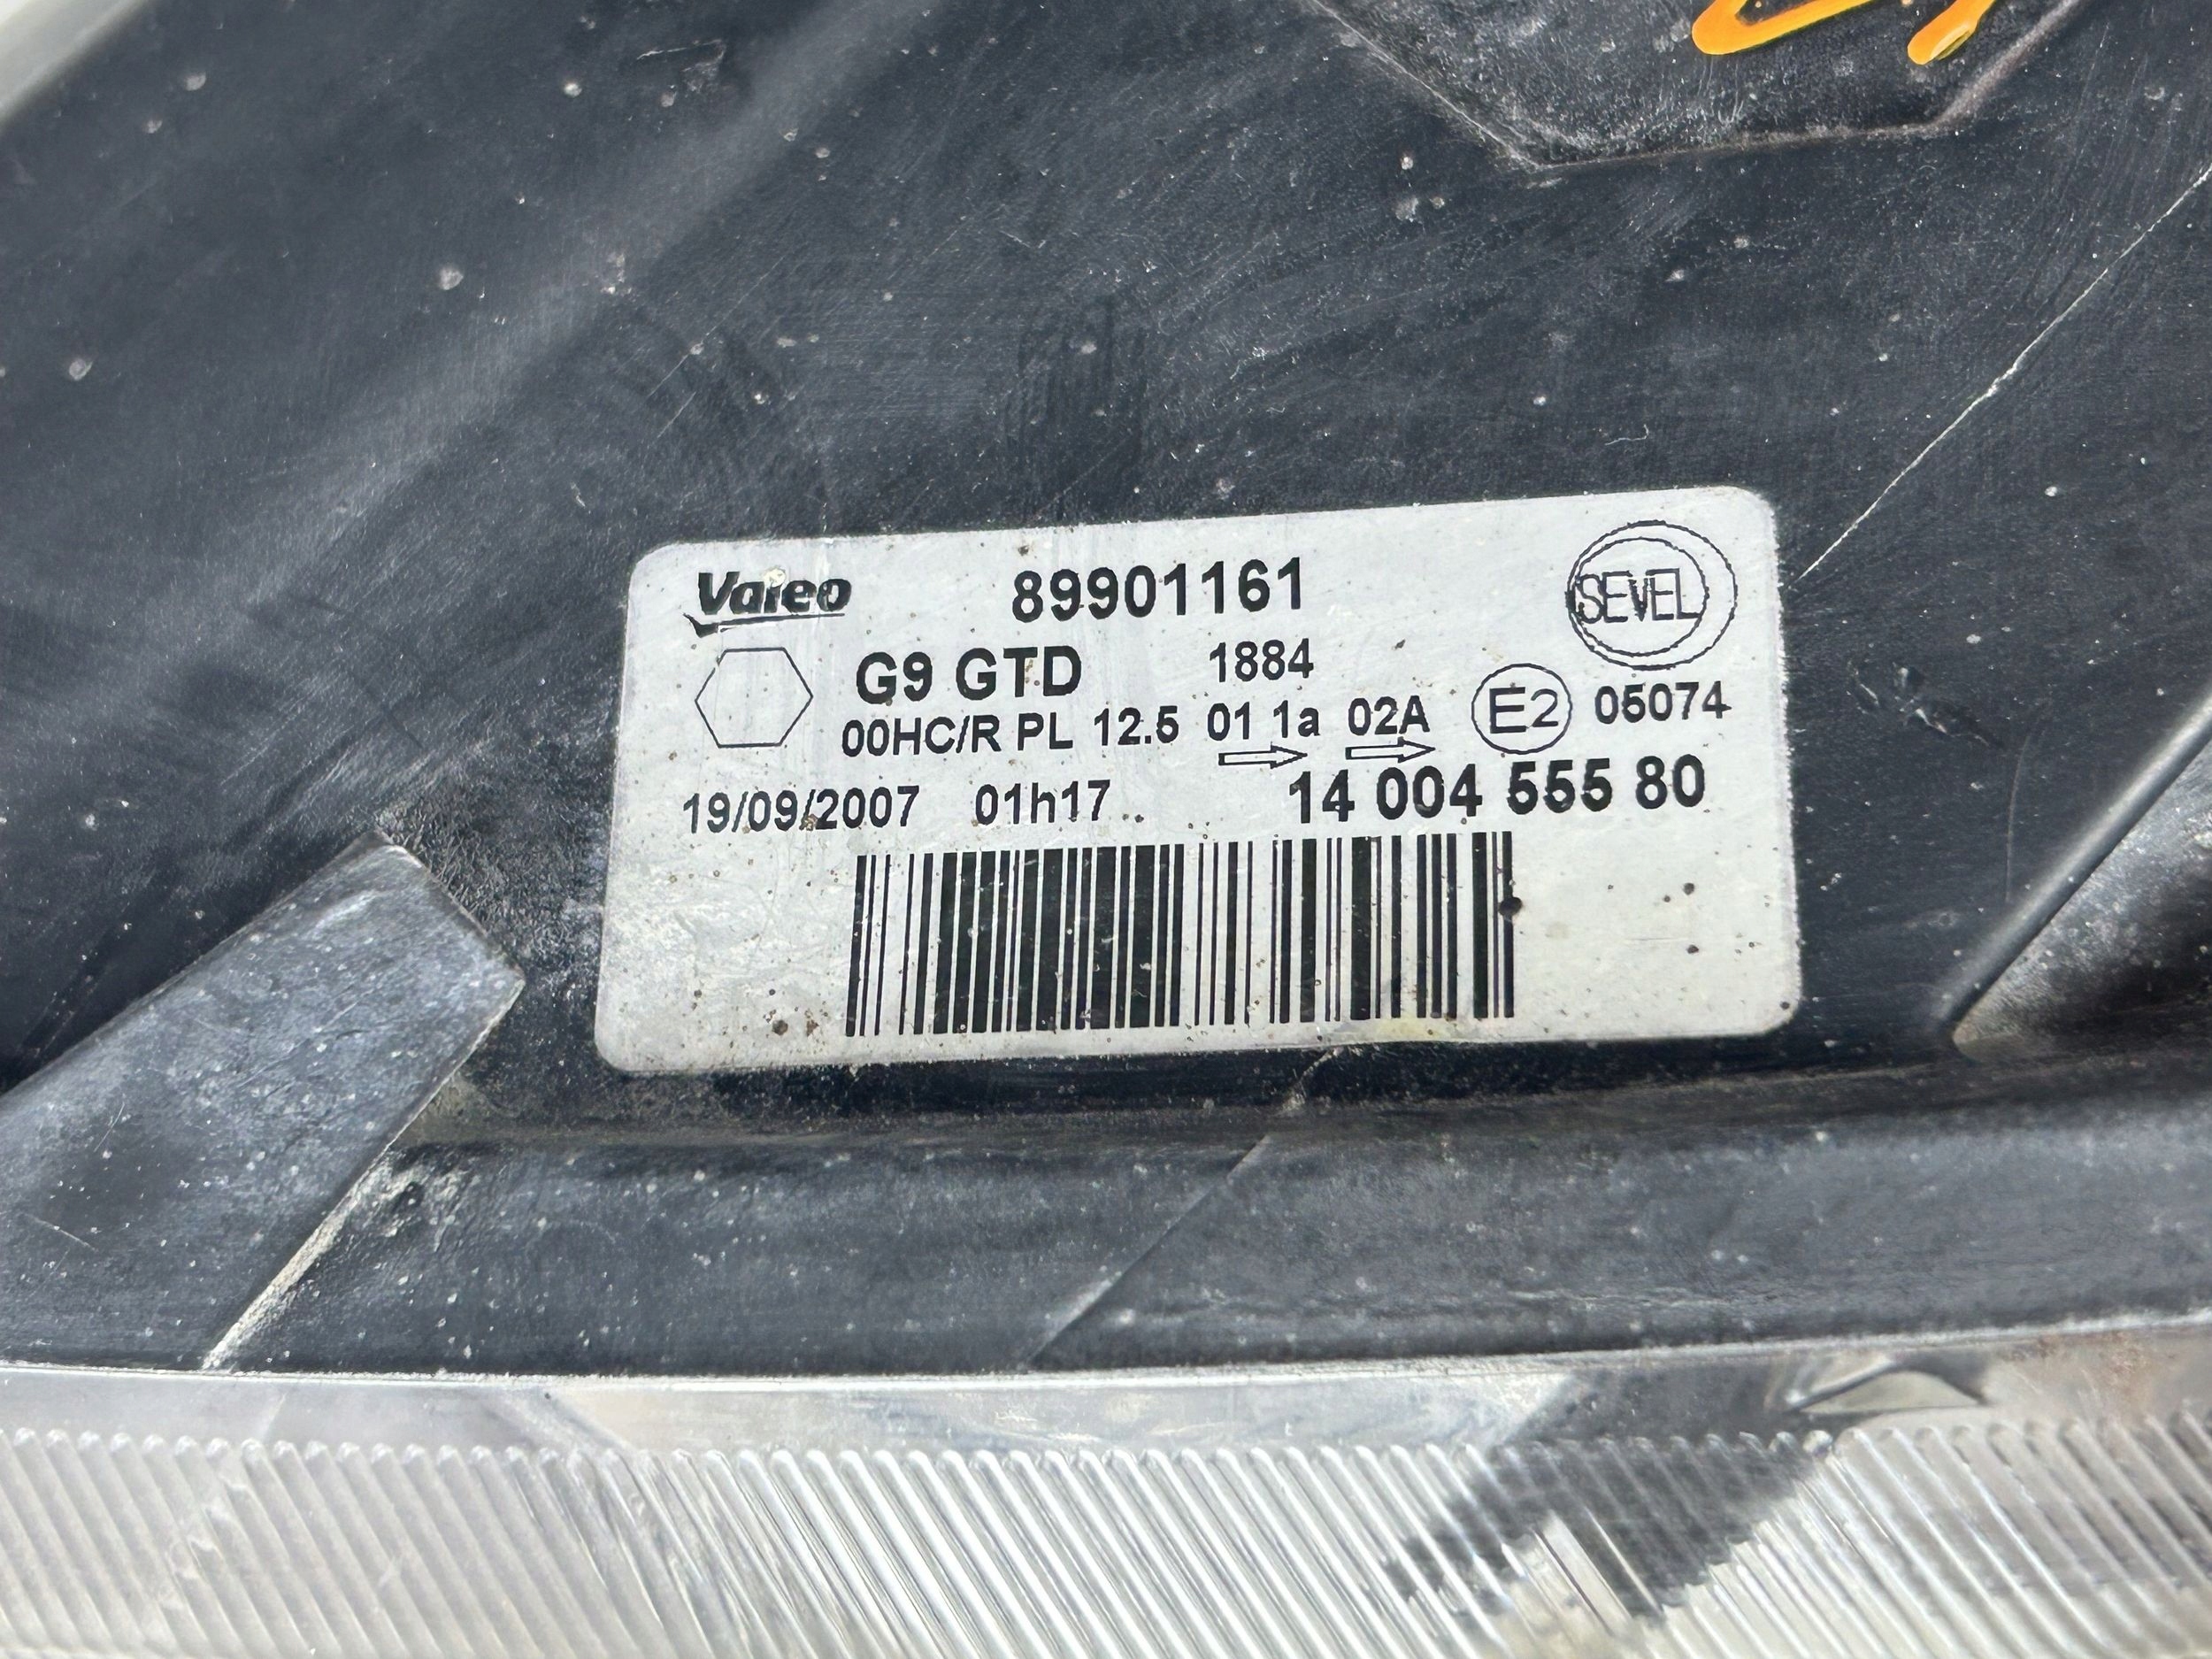 Valeo 89901161 SEVEL
G9 GTD 1884
00HC/R PL 12.5 01 1a 02A E2 05074
19/09/2007 01h17 14 004 555 80